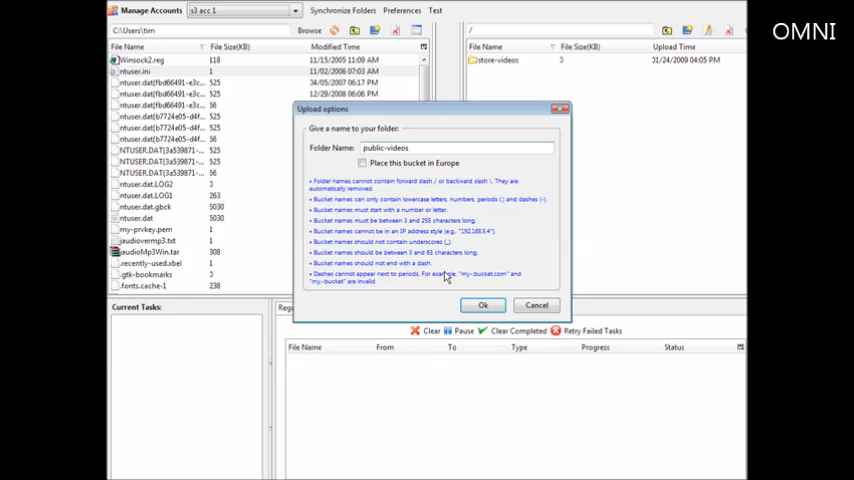 OMNI
Manage Accounts s3 acc 1 Synchronize Folders Preferences Test
C:\Users\tim Browse /
File Name File Size(KB) Modified Time File Name File Size(KB) Upload Time
Winsock2.reg 118 11/15/2005 11:09 AM store-videos 3 01/24/2009 04:05 PM
ntuser.ini 1 11/02/2006 07:03 AM
ntuser.dat{fbd66491-e3c... 525 04/05/2007 06:17 PM
ntuser.dat{fbd66491-e3c... 525 12/29/2008 06:06 PM
ntuser.dat{fbd66491-e3c... 56
ntuser.dat{b7724e05-d4f... 525
ntuser.dat{b7724e05-d4f... 525
ntuser.dat{b7724e05-d4f... 56
NTUSER.DAT{3a539871-... 525
NTUSER.DAT{3a539871-... 525
NTUSER.DAT{3a539871-... 56
ntuser.dat.LOG2 0
ntuser.dat.LOG1 263
ntuser.dat.gbck 5030
ntuser.dat 5030
my-prvkey.pem 1
jaudiovermp3.txt 1
jaudioMp3Win.tar 308
.recently-used.xbel 1
.gtk-bookmarks 0
.fonts.cache-1 238
Upload options
Give a name to your folder:
Folder Name: public-videos
Place this bucket in Europe
• Folder names cannot contain forward slash / or backward slash \. They are
automatically removed.
• Bucket names can only contain lowercase letters, numbers, periods (.) and dashes (-).
• Bucket names must start with a number or letter.
• Bucket names must be between 3 and 255 characters long.
• Bucket names cannot be in an IP address style (e.g., "192.168.5.4").
• Bucket names should not contain underscores (_).
• Bucket names should be between 3 and 63 characters long.
• Bucket names should not end with a dash.
• Dashes cannot appear next to periods. For example, "my-.bucket.com" and
"my.-bucket" are invalid.
Ok Cancel
Current Tasks:
Clear Pause Clear Completed Retry Failed Tasks
File Name From To Type Progress Status